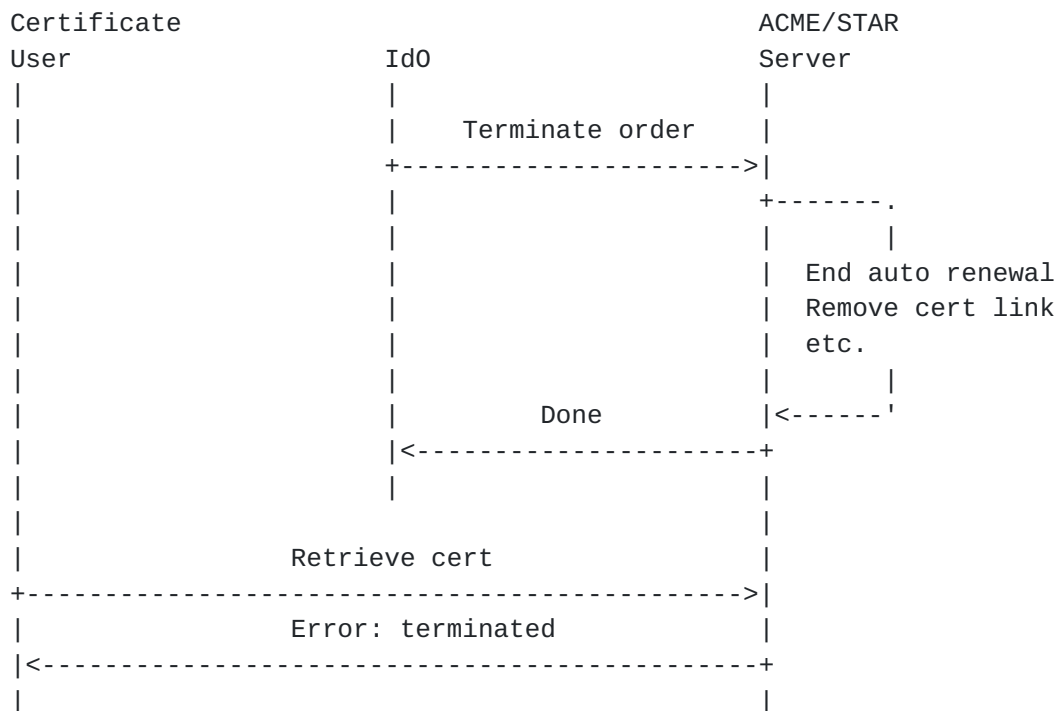 Certificate ACME/STAR
User IdO Server
Terminate order
End auto renewal
Remove cert link
etc.
Done
Retrieve cert
Error: terminated